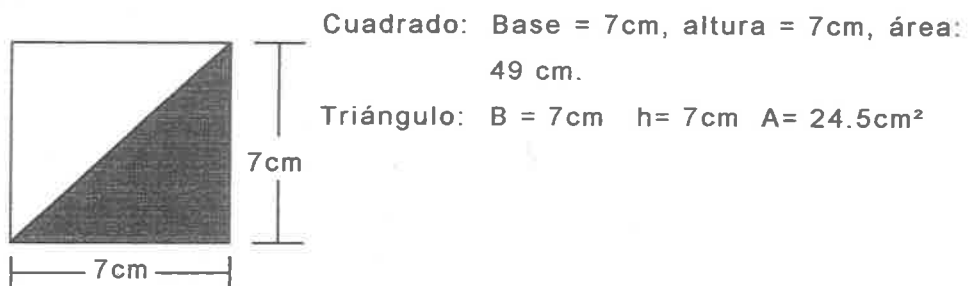 Cuadrado: Base = 7cm, altura = 7cm, área:
49 cm.
Triángulo: B = 7cm h= 7cm A= 24.5cm²
7cm
7cm